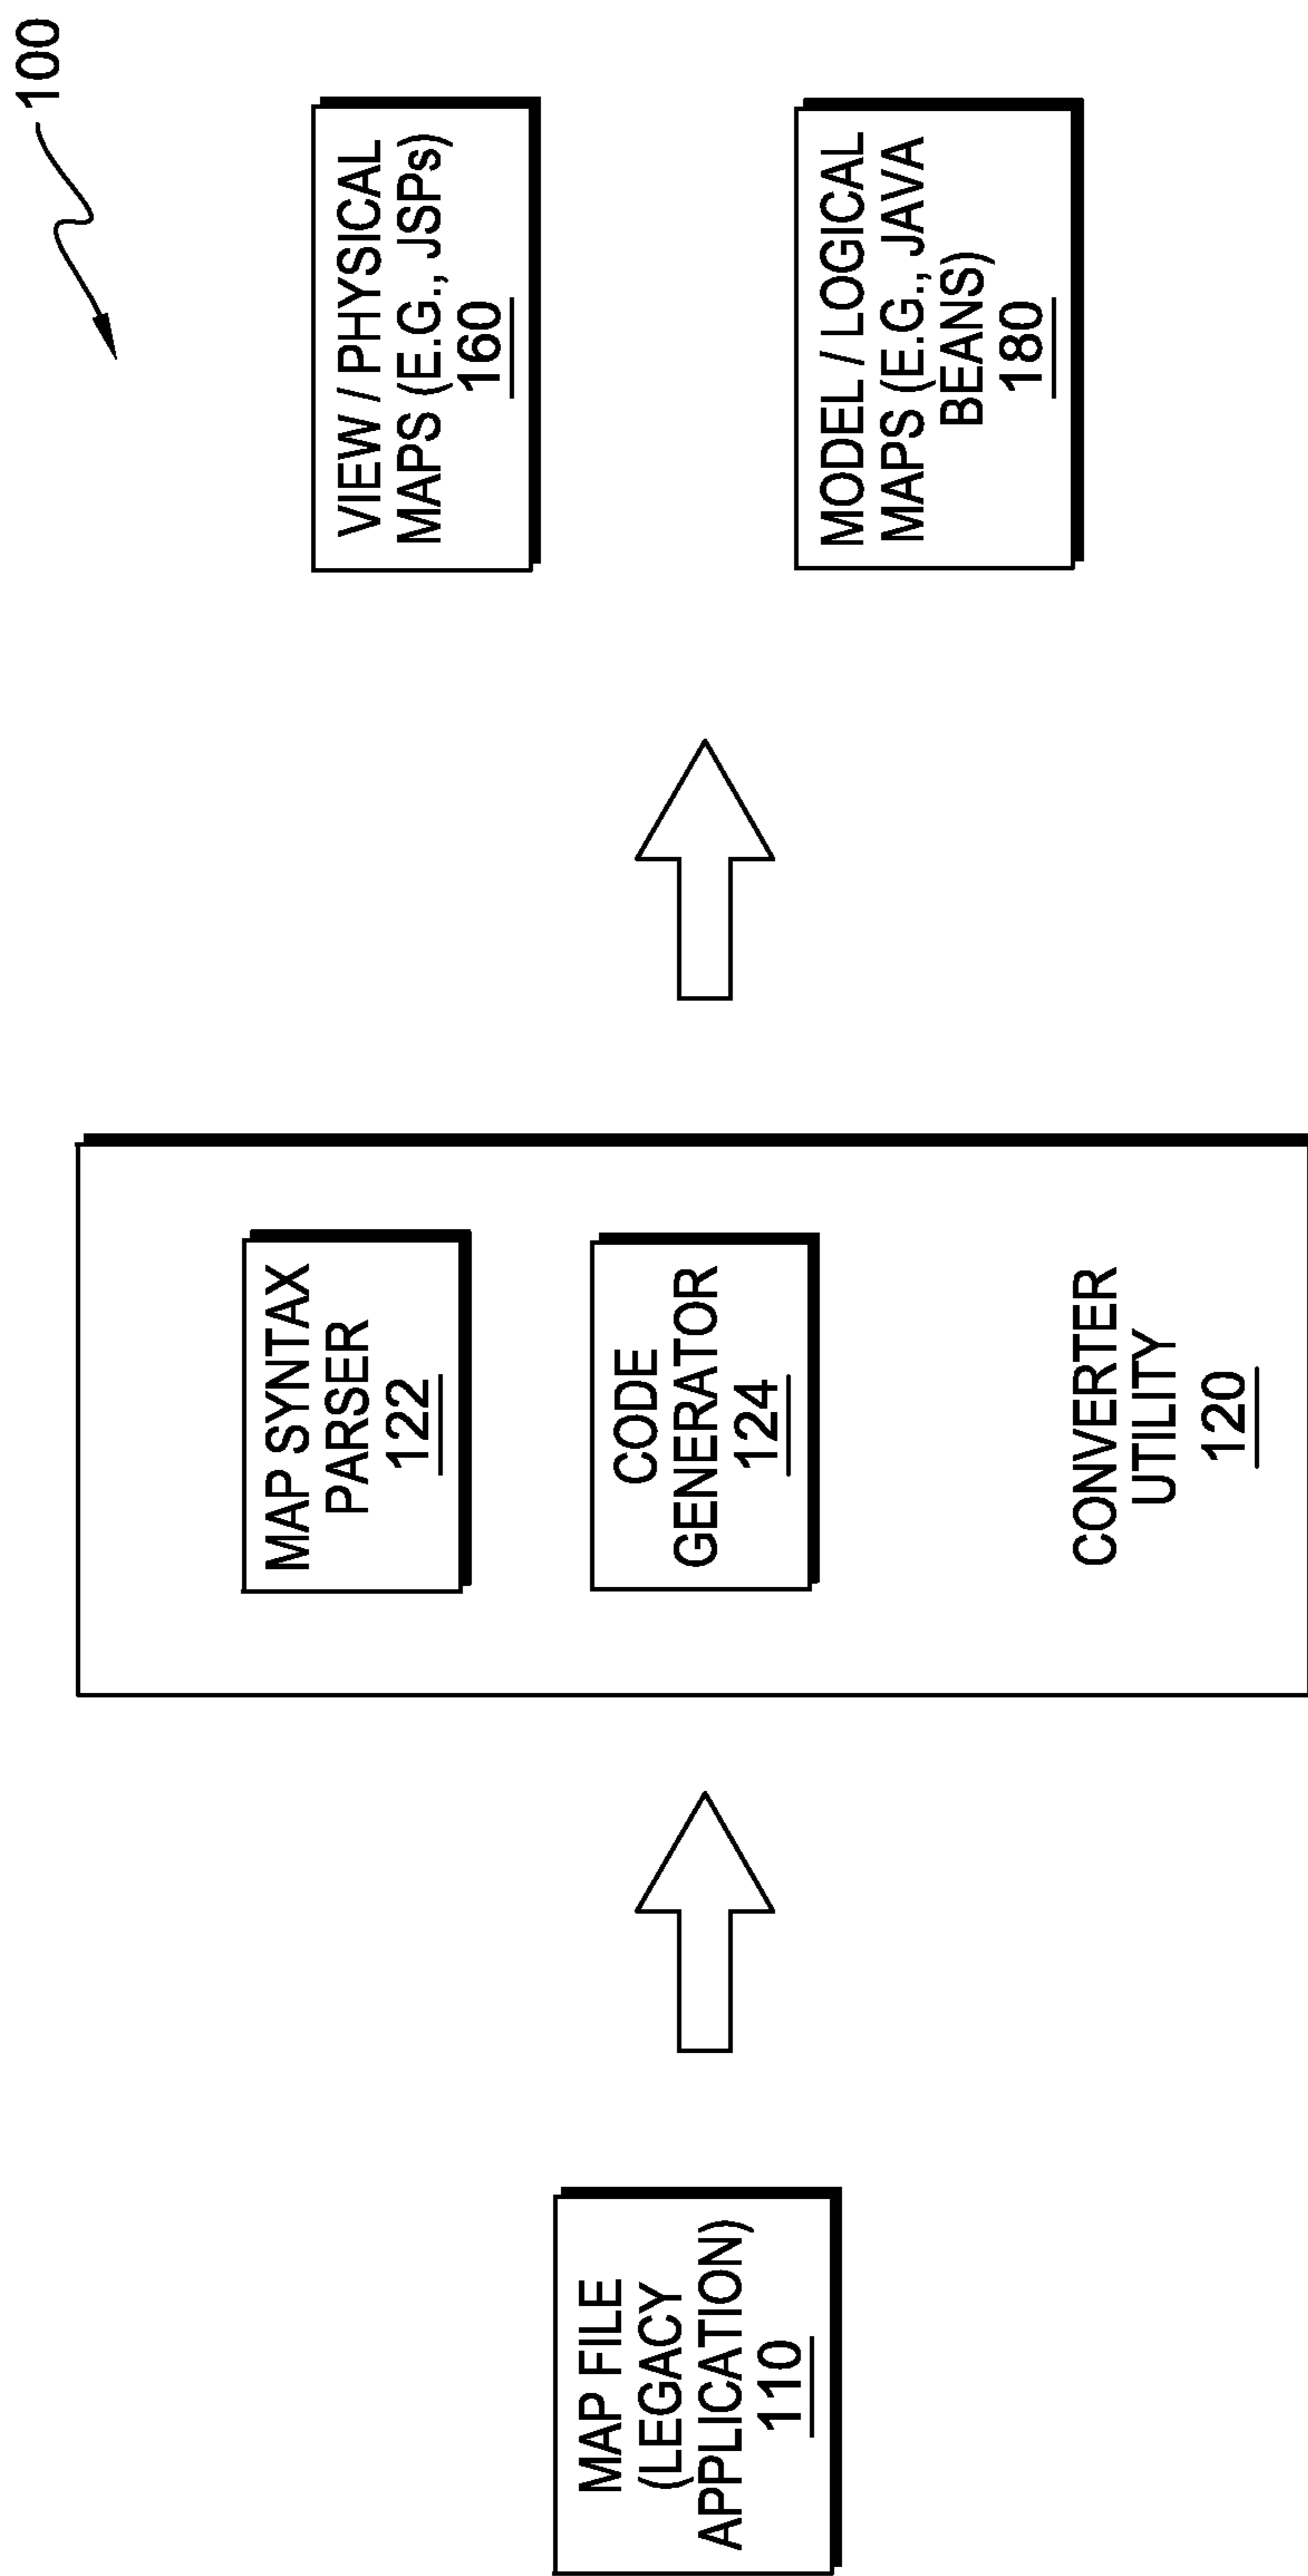 100
MAP FILE
(LEGACY
APPLICATION)
110
MAP SYNTAX
PARSER
122
CODE
GENERATOR
124
CONVERTER
UTILITY
120
VIEW / PHYSICAL
MAPS (E.G., JSPs)
160
MODEL / LOGICAL
MAPS (E.G., JAVA
BEANS)
180